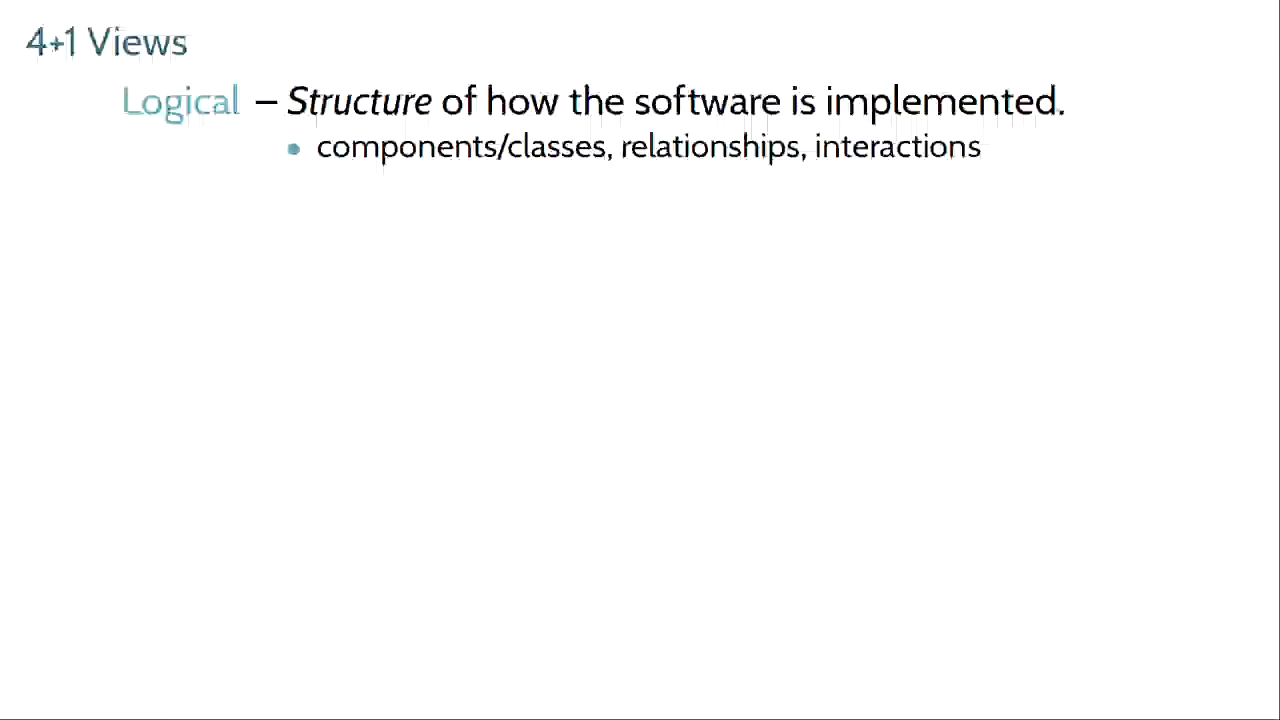 4+1 Views
Logical – Structure of how the software is implemented.
• components/classes, relationships, interactions